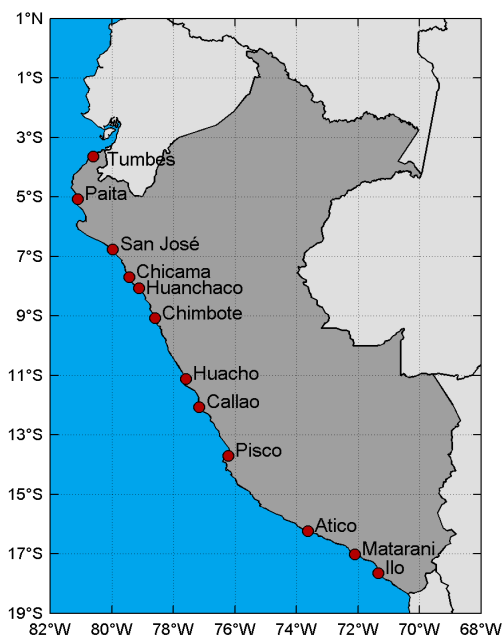 1°N
1°S
3°S
Tumbes
5°S
Paita
San José
7°S
Chicama
Huanchaco
9°S
Chimbote
11°S
Huacho
Callao
13°S
Pisco
15°S
Atico
17°S
Matarani
Ilo
19°S
82°W 80°W 78°W 76°W 74°W 72°W 70°W 68°W